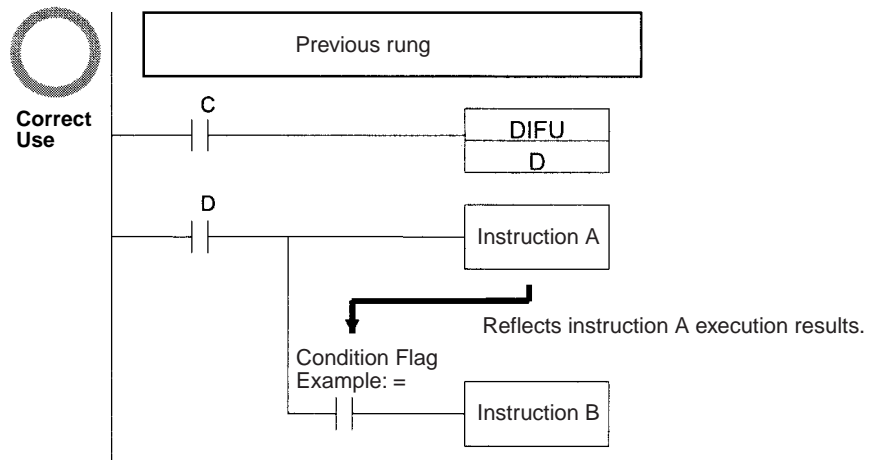 Previous rung
Correct
Use
C
DIFU
D
D
Instruction A
Reflects instruction A execution results.
Condition Flag
Example: =
Instruction B